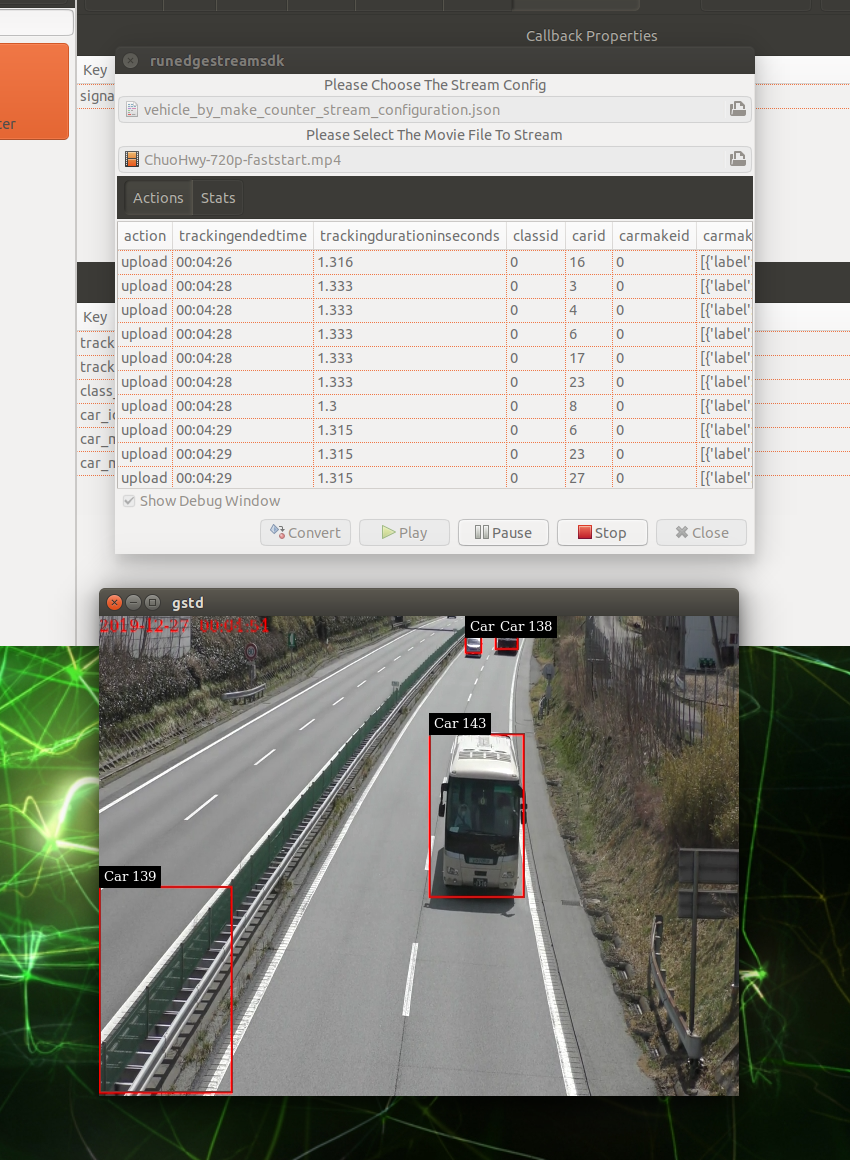 Callback Properties
runedgestreamsdk
Key
Please Choose The Stream Config
signa
vehicle_by_make_counter_stream_configuration.json
ter
Please Select The Movie File To Stream
ChuoHwy-720p-faststart.mp4
Actions Stats
action trackingendedtime trackingdurationinseconds classid carid carmakeid carmak
upload 00:04:26 1.316 0 16 0 [{'label'
upload 00:04:28 1.333 0 3 0 [{'label'
upload 00:04:28 1.333 0 4 0 [{'label'
Key
upload 00:04:28 1.333 0 6 0 [{'label'
track
upload 00:04:28 1.333 0 17 0 [{'label'
track
upload 00:04:28 1.333 0 23 0 [{'label'
class_
upload 00:04:28 1.3 0 8 0 [{'label'
car_i
upload 00:04:29 1.315 0 6 0 [{'label'
car_m
upload 00:04:29 1.315 0 23 0 [{'label'
car_m
upload 00:04:29 1.315 0 27 0 [{'label'
Show Debug Window
Convert Play Pause Stop Close
gstd
2019-12-27
Car Car 138
Car 143
Car 139